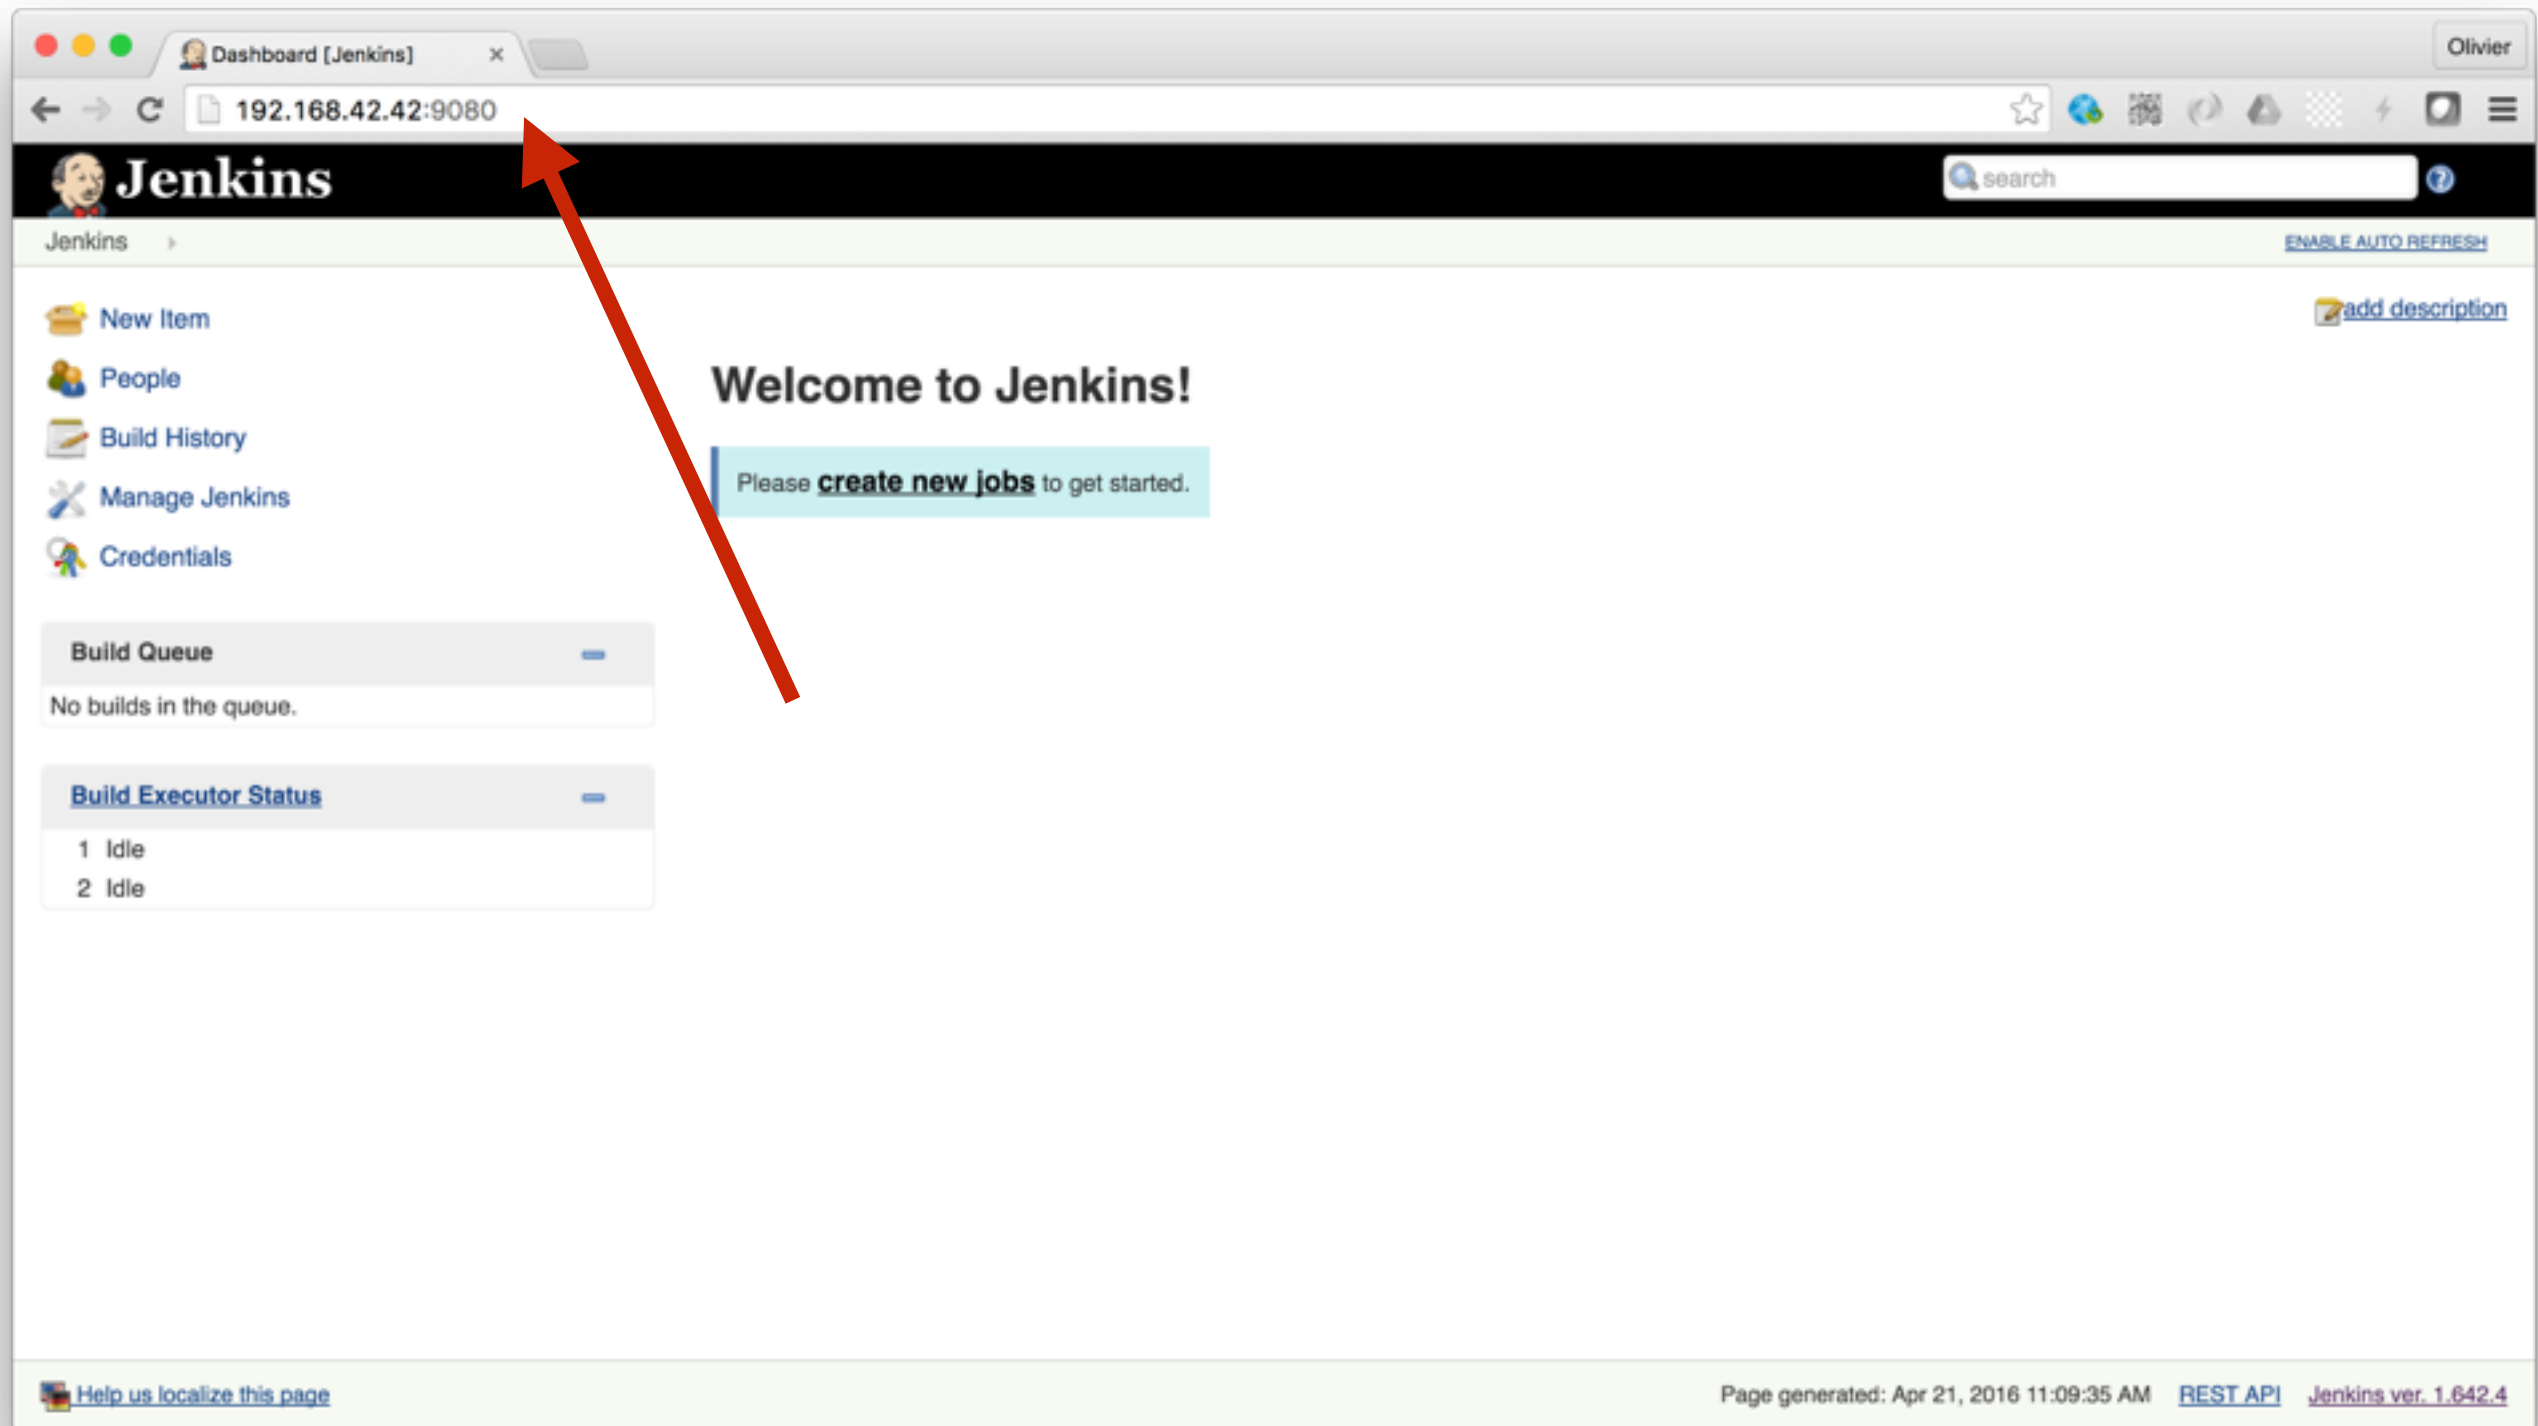 Dashboard [Jenkins]
Olivier
192.168.42.42:9080
Jenkins
search
Jenkins
ENABLE AUTO REFRESH
New Item
add description
People
Build History
Manage Jenkins
Credentials
Welcome to Jenkins!
Please create new jobs to get started.
Build Queue
No builds in the queue.
Build Executor Status
1 Idle
2 Idle
Help us localize this page
Page generated: Apr 21, 2016 11:09:35 AM REST API Jenkins ver. 1.642.4